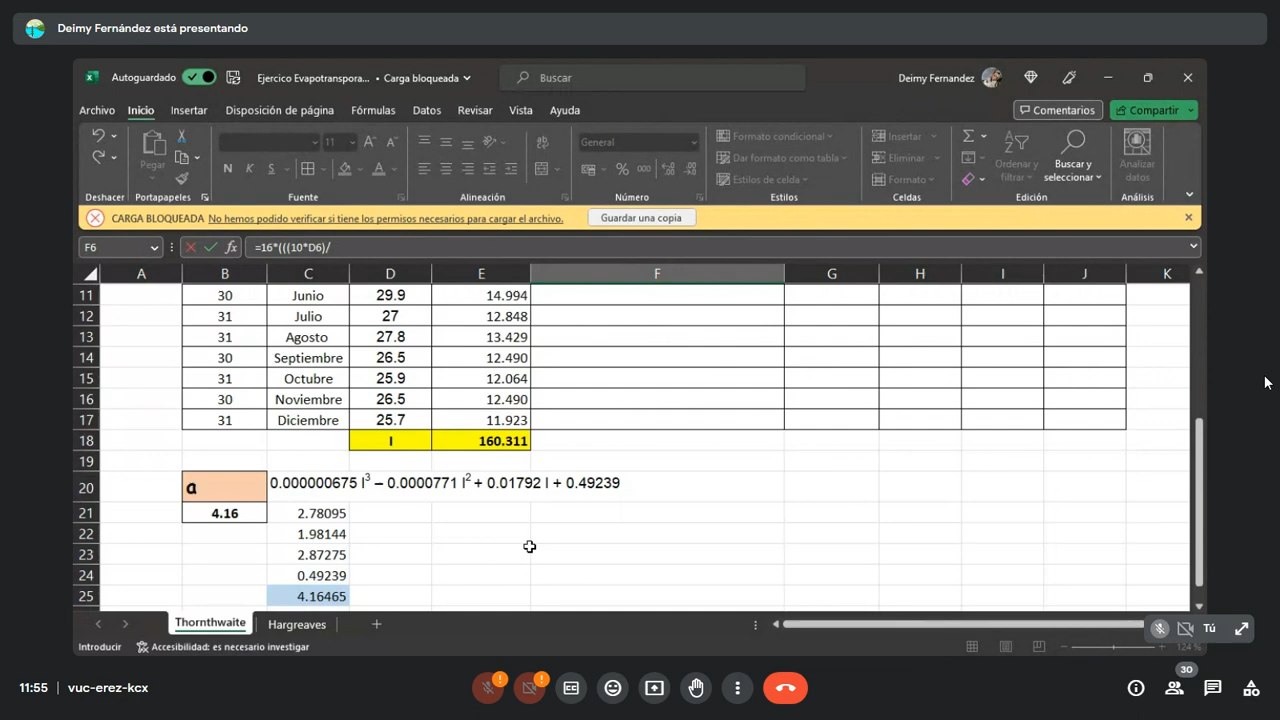 Deimy Fernández está presentando
Autoguardado Ejercico Evapotranspora... • Carga bloqueada Buscar Deimy Fernandez
Archivo Inicio Insertar Disposición de página Fórmulas Datos Revisar Vista Ayuda Comentarios Compartir
Pegar 11 General Formato condicional Insertar
Dar formato como tabla Eliminar Ordenar y filtrar Buscar y seleccionar Analizar datos
N K S Estilos de celda Formato
Deshacer Portapapeles Fuente Alineación Número Estilos Celdas Edición Análisis
CARGA BLOQUEADA No hemos podido verificar si tiene los permisos necesarios para cargar el archivo. Guardar una copia
F6 fx =16*(((10*D6)/
A B C D E F G H I J K
11 30 Junio 29.9 14.994
12 31 Julio 27 12.848
13 31 Agosto 27.8 13.429
14 30 Septiembre 26.5 12.490
15 31 Octubre 25.9 12.064
16 30 Noviembre 26.5 12.490
17 31 Diciembre 25.7 11.923
18 I 160.311
19
20 a 0.000000675 I³ – 0.0000771 I² + 0.01792 I + 0.49239
21 4.16 2.78095
22 1.98144
23 2.87275
24 0.49239
25 4.16465
Thornthwaite Hargreaves
Tú
Introducir Accesibilidad: es necesario investigar 124 %
11:55 vuc-erez-kcx 30